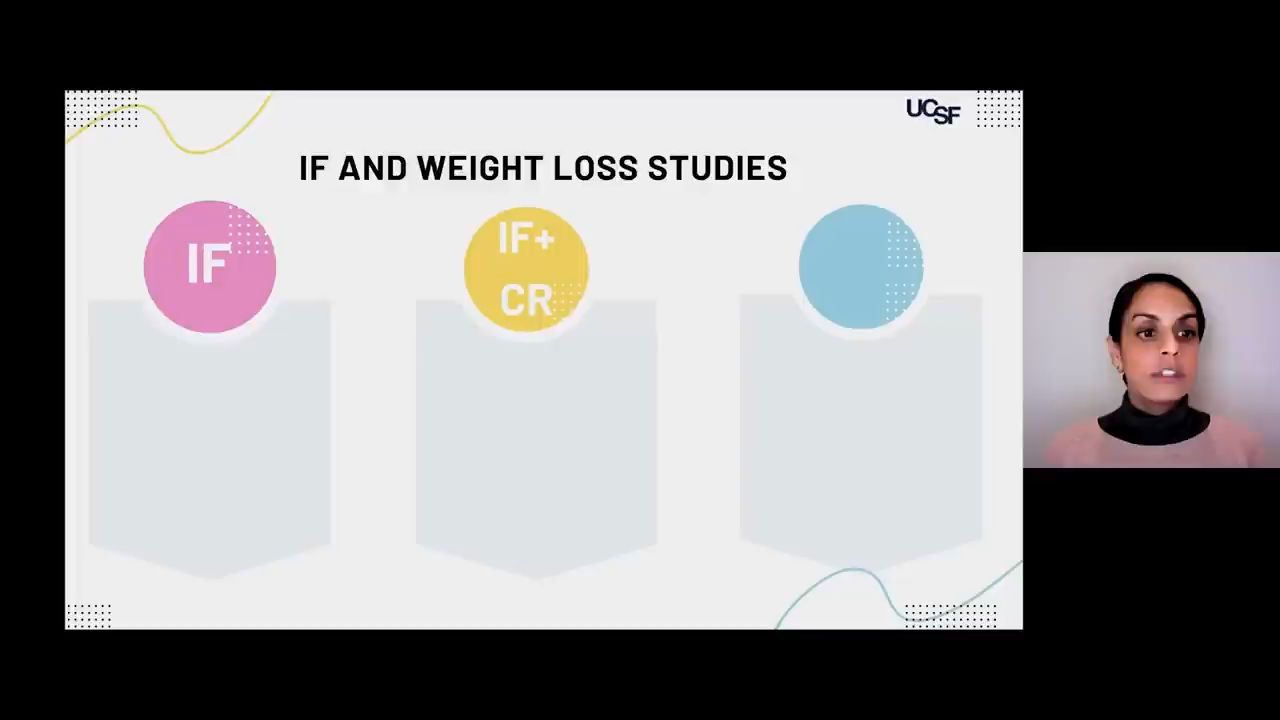 UCSF
IF AND WEIGHT LOSS STUDIES
IF
IF+
CR